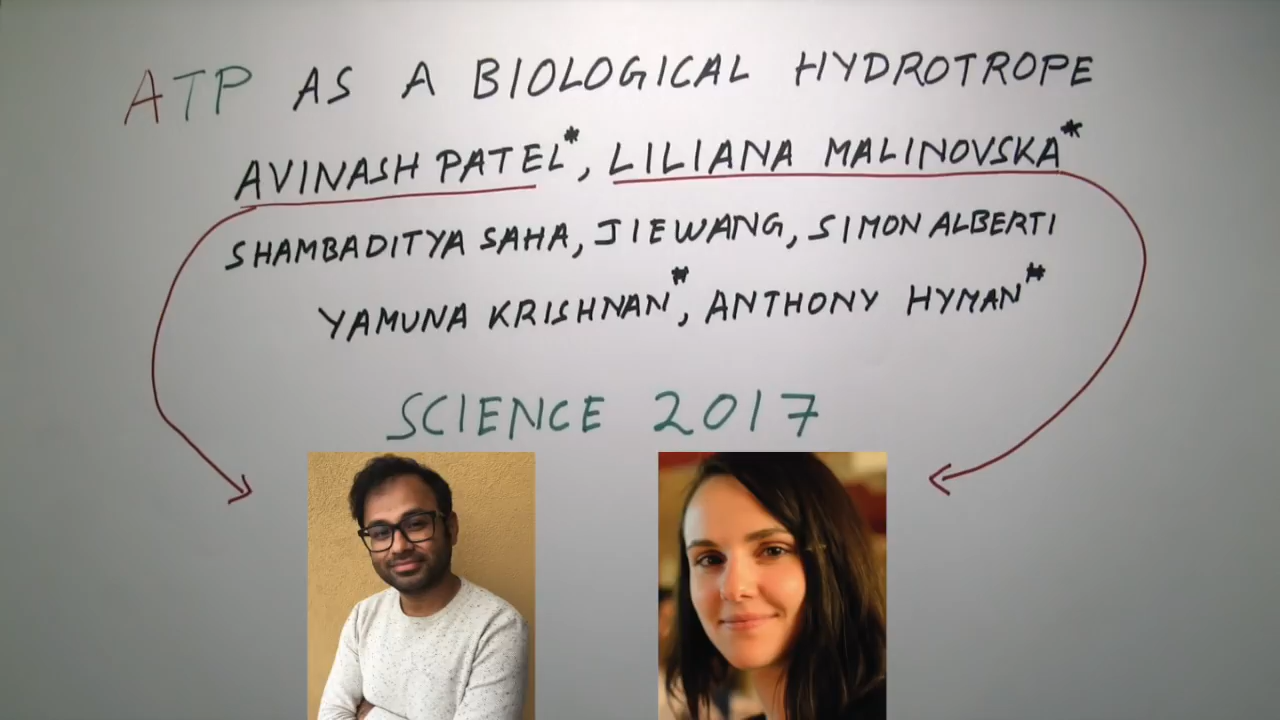 ATP AS A BIOLOGICAL HYDROTROPE
AVINASH PATEL*, LILIANA MALINOVSKA*
SHAMBADITYA SAHA, JIEWANG, SIMON ALBERTI
YAMUNA KRISHNAN#, ANTHONY HYMAN#
SCIENCE 2017